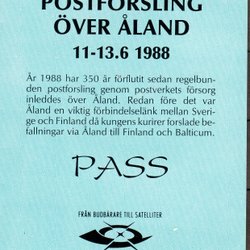 POSTFORSLING
ÖVER ÅLAND
11-13.6 1988
År 1988 har 350 år förflutit sedan regelbun-
den postforsling genom postverkets försorg
inleddes över Åland. Redan före det var
Åland en viktig förbindelselänk mellan Sve-
rige och Finland då kungens kurirer forslade be-
fallningar via Åland till Finland och Balticum.
PASS
FRÅN BUDBÄRARE TILL SATELLITER